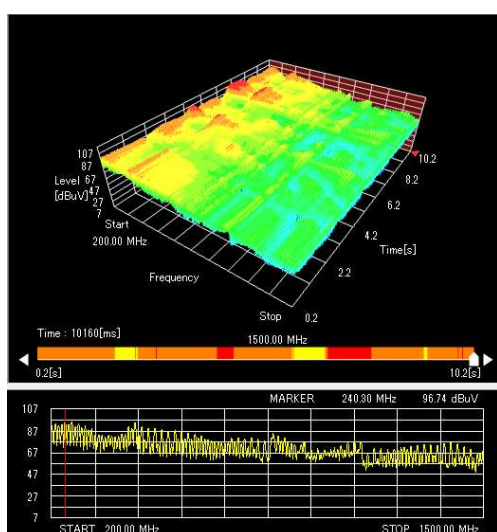 107
87
Level 67
[dBuV] 47
27
7
Start
200.00 MHz
Frequency
Stop
0.2
2.2
4.2
6.2
8.2
10.2
Time[s]
Time : 10160[ms]
1500.00 MHz
0.2[s]
10.2[s]
MARKER 240.30 MHz 96.74 dBuV
107
87
67
47
27
7
START 200.00 MHz STOP 1500.00 MHz